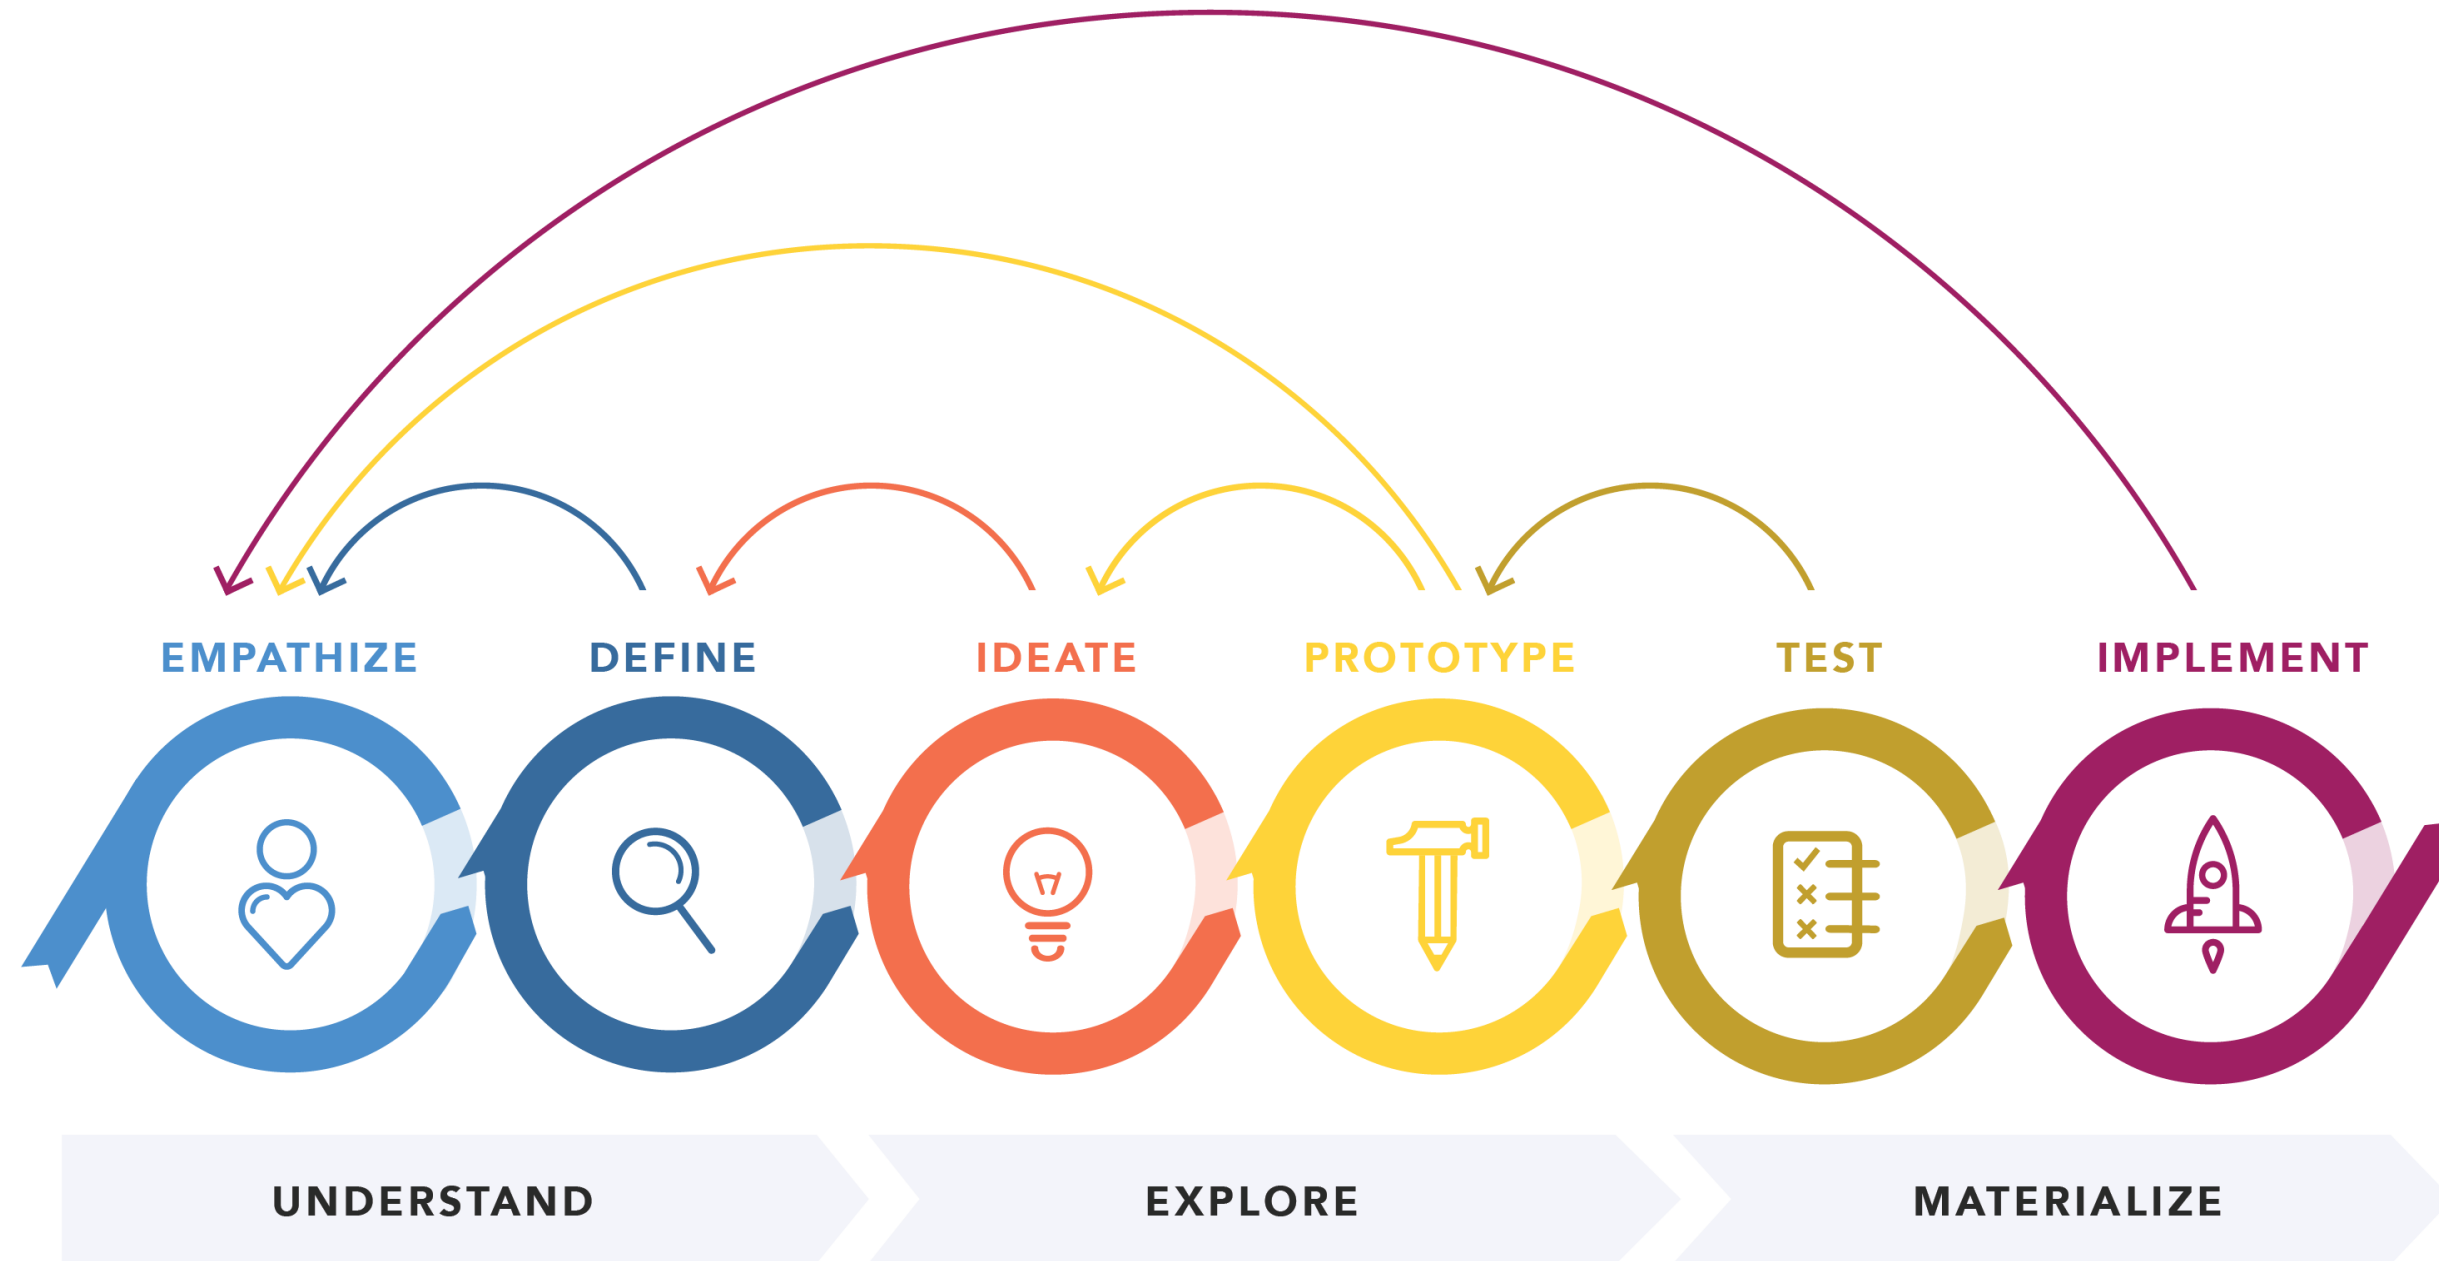 EMPATHIZE
DEFINE
IDEATE
PROTOTYPE
TEST
IMPLEMENT
UNDERSTAND
EXPLORE
MATERIALIZE